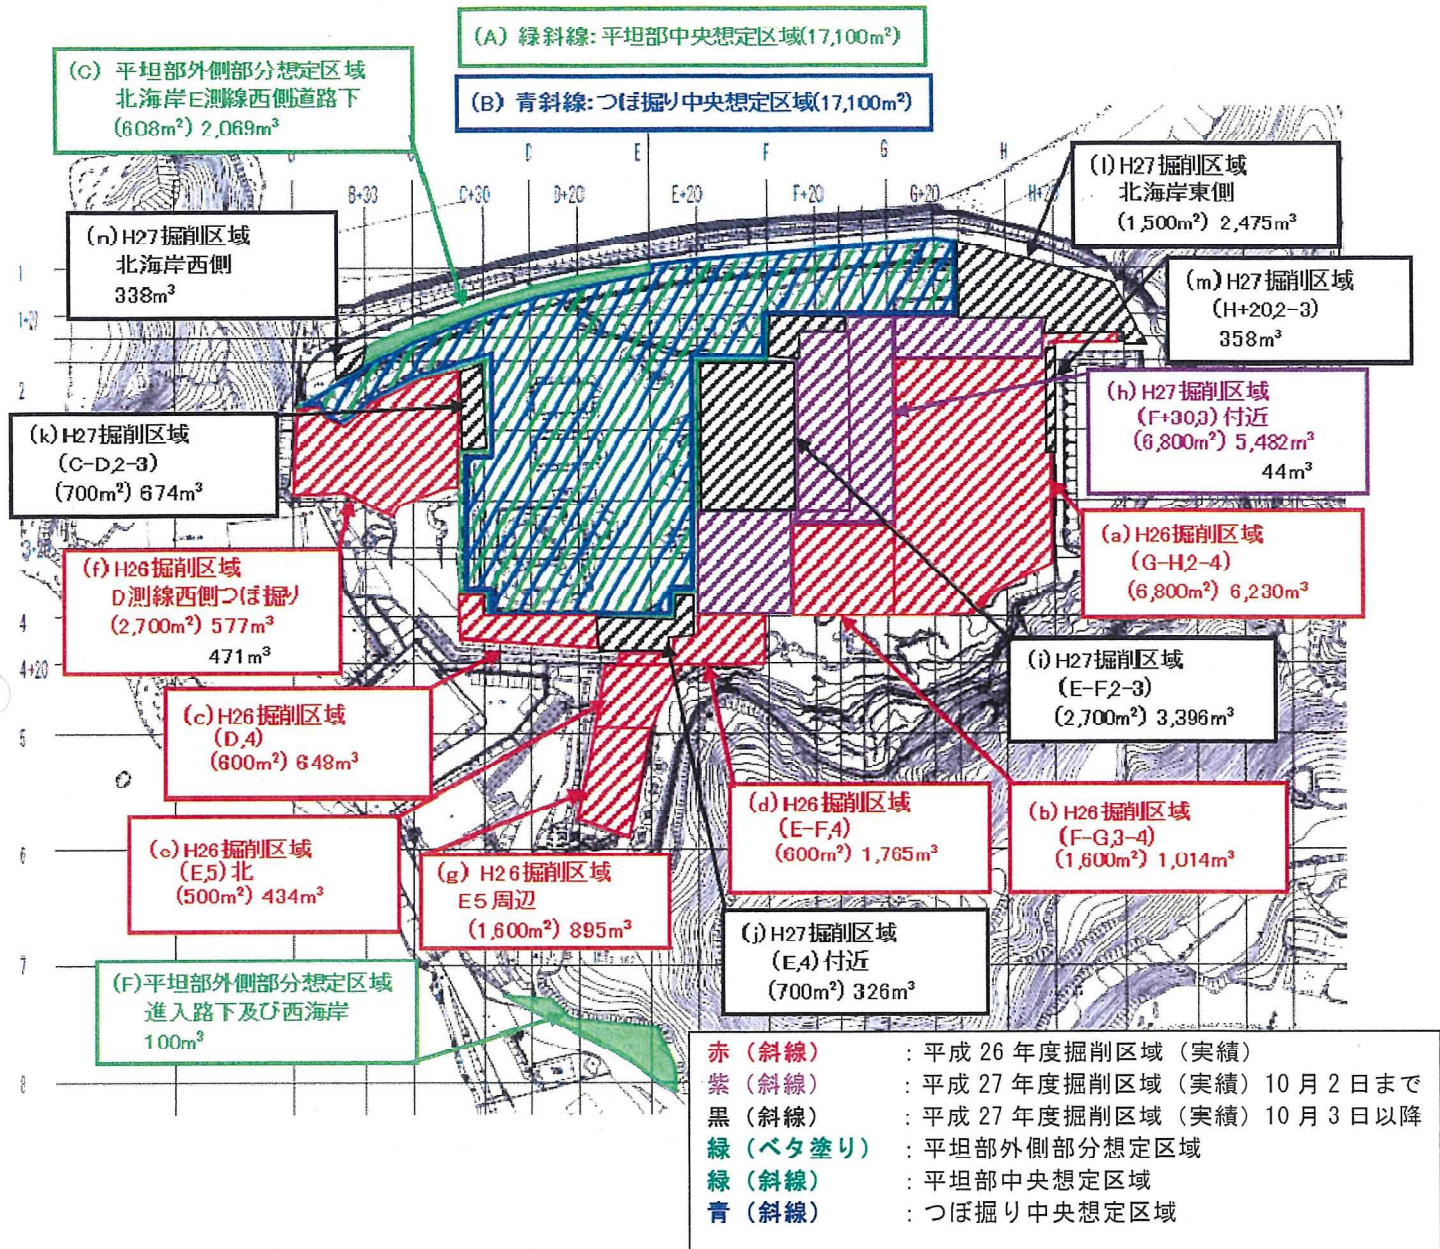 (A) 緑斜線:平坦部中央想定区域(17,100m²)
(B) 青斜線:つぼ掘り中央想定区域(17,100m²)
(C) 平坦部外側部分想定区域
北海岸E測線西側道路下
(608m²) 2,069m³
D
E
F
G
H
B+30
C+30
D+20
E+20
F+20
G+20
H+20
(l) H27掘削区域
北海岸東側
(1,500m²) 2,475m³
(n) H27掘削区域
北海岸西側
338m³
(m) H27掘削区域
(H+20,2-3)
358m³
1
1+20
2
4
4+20
5
6
7
8
(h) H27掘削区域
(F+30,3) 付近
(6,800m²) 5,482m³
44m³
(k) H27掘削区域
(C-D,2-3)
(700m²) 674m³
(a) H26掘削区域
(G-H,2-4)
(6,800m²) 6,230m³
(f) H26掘削区域
D測線西側つぼ掘り
(2,700m²) 577m³
471m³
(i) H27掘削区域
(E-F,2-3)
(2,700m²) 3,396m³
(c) H26掘削区域
(D,4)
(600m²) 648m³
(d) H26掘削区域
(E-F,4)
(600m²) 1,765m³
(b) H26掘削区域
(F-G,3-4)
(1,600m²) 1,014m³
(e) H26掘削区域
(E,5) 北
(500m²) 434m³
(g) H26掘削区域
E5周辺
(1,600m²) 895m³
(j) H27掘削区域
(E,4) 付近
(700m²) 326m³
(F) 平坦部外側部分想定区域
進入路下及び西海岸
100m³
赤（斜線） ：平成 26 年度掘削区域（実績）
紫（斜線） ：平成 27 年度掘削区域（実績）10 月 2 日まで
黒（斜線） ：平成 27 年度掘削区域（実績）10 月 3 日以降
緑（ベタ塗り） ：平坦部外側部分想定区域
緑（斜線） ：平坦部中央想定区域
青（斜線） ：つぼ掘り中央想定区域